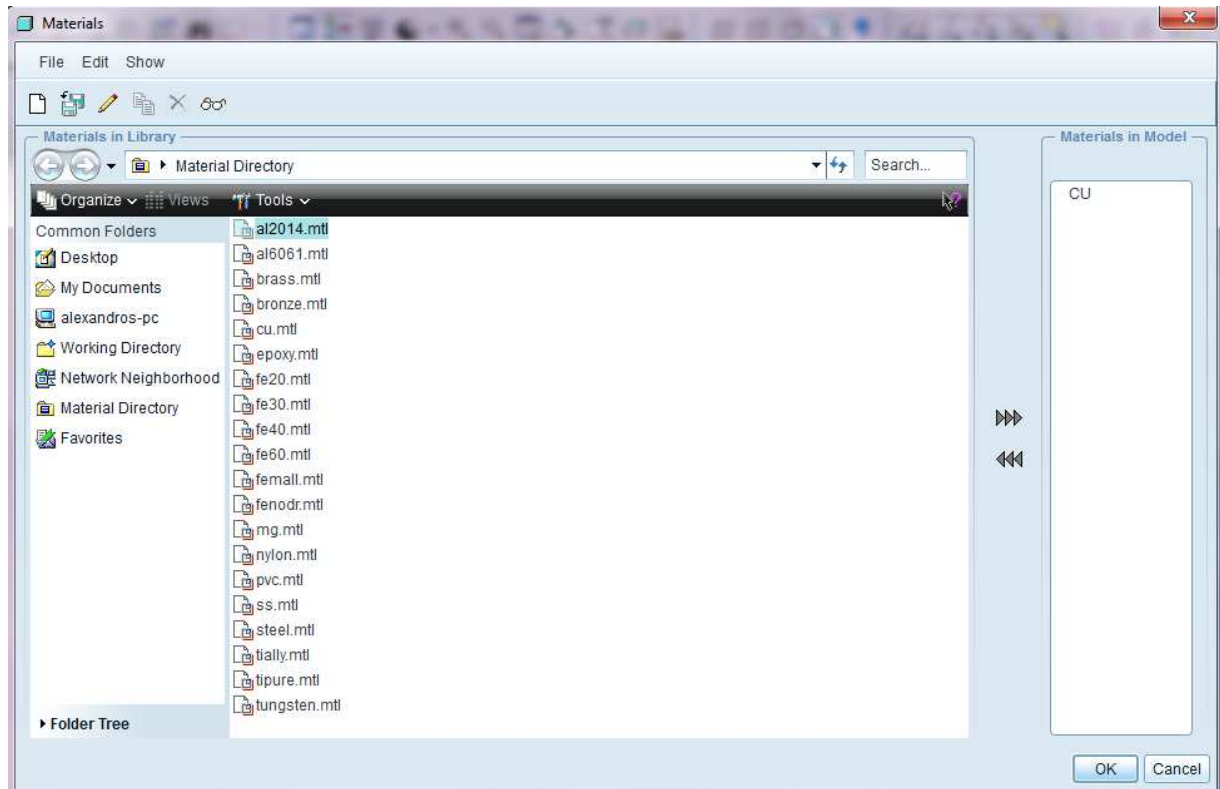 Materials
File Edit Show
Materials in Library
Material Directory
Search...
Organize Views Tools
Common Folders
Desktop
My Documents
alexandros-pc
Working Directory
Network Neighborhood
Material Directory
Favorites
Folder Tree
al2014.mtl
al6061.mtl
brass.mtl
bronze.mtl
cu.mtl
epoxy.mtl
fe20.mtl
fe30.mtl
fe40.mtl
fe60.mtl
femall.mtl
fenodr.mtl
mg.mtl
nylon.mtl
pvc.mtl
ss.mtl
steel.mtl
tially.mtl
tipure.mtl
tungsten.mtl
Materials in Model
CU
OK Cancel